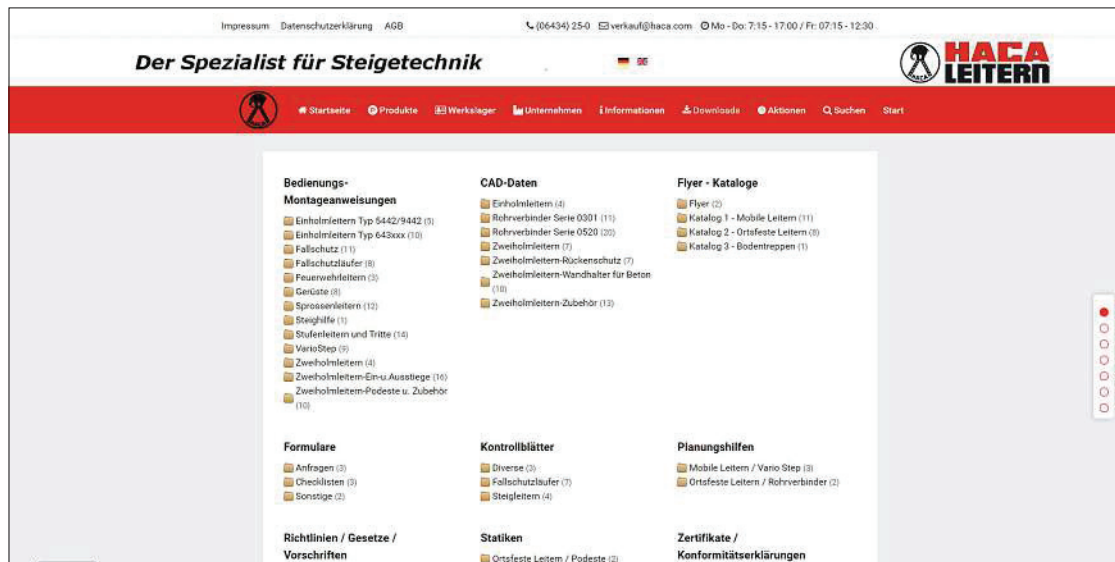 Impressum Datenschutzerklärung AGB (06434) 25-0 verkauf@haca.com Mo - Do: 7:15 - 17:00 / Fr: 07:15 - 12:30
Der Spezialist für Steigetechnik
HACA
LEITERN
Startseite Produkte Werkslager Unternehmen Informationen Downloads Aktionen Suchen Start
Bedienungs-
Montageanweisungen
Einholmleitern Typ 5442/9442 (5)
Einholmleitern Typ 643xxx (10)
Fallschutz (11)
Fallschutzläufer (8)
Feuerwehrleitern (3)
Gerüste (8)
Sprossenleitern (12)
Steighilfe (1)
Stufenleitern und Tritte (14)
VarioStep (9)
Zweiholmleitern (4)
Zweiholmleitern-Ein-u.Ausstiege (16)
Zweiholmleitern-Podeste u. Zubehör
(10)
CAD-Daten
Einholmleitern (4)
Rohrverbinder Serie 0301 (11)
Rohrverbinder Serie 0520 (20)
Zweiholmleitern (7)
Zweiholmleitern-Rückenschutz (7)
Zweiholmleitern-Wandhalter für Beton
(18)
Zweiholmleitern-Zubehör (13)
Flyer - Kataloge
Flyer (2)
Katalog 1 - Mobile Leitern (11)
Katalog 2 - Ortsfeste Leitern (8)
Katalog 3 - Bodentreppen (1)
Formulare
Anfragen (3)
Checklisten (3)
Sonstige (2)
Kontrollblätter
Diverse (3)
Fallschutzläufer (7)
Steigleitern (4)
Planungshilfen
Mobile Leitern / Vario Step (3)
Ortsfeste Leitern / Rohrverbinder (2)
Richtlinien / Gesetze /
Vorschriften
Statiken
Ortsfeste Leitern / Podeste (2)
Zertifikate /
Konformitätserklärungen